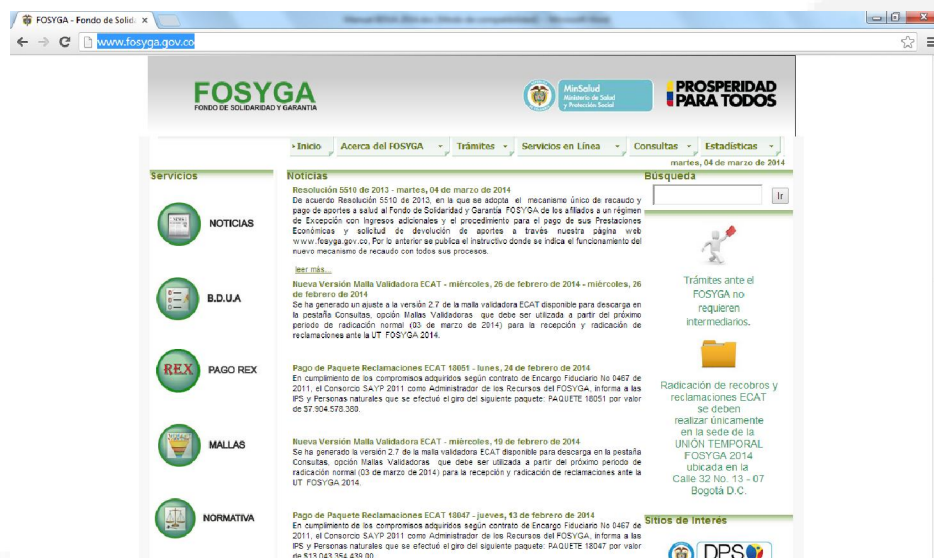 FOSYGA - Fondo de Solida
www.fosyga.gov.co
FOSYGA
FONDO DE SOLIDARIDAD Y GARANTIA
MinSalud
Ministerio de Salud
y Protección Social
PROSPERIDAD
PARA TODOS
Inicio
Acerca del FOSYGA
Trámites
Servicios en Línea
Consultas
Estadísticas
martes, 04 de marzo de 2014
Servicios
NOTICIAS
B.D.U.A
REX
PAGO REX
MALLAS
NORMATIVA
Noticias
Resolución 5510 de 2013 - martes, 04 de marzo de 2014
De acuerdo Resolución 5510 de 2013, en la que se adopta el mecanismo único de recaudo y
pago de aportes a salud al Fondo de Solidaridad y Garantía FOSYGA de los afiliados a un régimen
de Excepción con Ingresos adicionales y el procedimiento para el pago de sus Prestaciones
Económicas y solicitud de devolución de aportes a través nuestra página web
www.fosyga.gov.co, Por lo anterior se publica el instructivo donde se indica el funcionamiento del
nuevo mecanismo de recaudo con todos sus procesos.
leer más...
Nueva Versión Malla Validadora ECAT - miércoles, 26 de febrero de 2014 - miércoles, 26
de febrero de 2014
Se ha generado un ajuste a la versión 2.7 de la malla validadora ECAT disponible para descarga en
la pestaña Consultas, opción Mallas Validadoras que debe ser utilizada a partir del próximo
periodo de radicación normal (03 de marzo de 2014) para la recepción y radicación de
reclamaciones ante la UT FOSYGA 2014.
Pago de Paquete Reclamaciones ECAT 18051 - lunes, 24 de febrero de 2014
En cumplimiento de los compromisos adquiridos según contrato de Encargo Fiduciario No 0467 de
2011, el Consorcio SAYP 2011 como Administrador de los Recursos del FOSYGA, informa a las
IPS y Personas naturales que se efectuó el giro del siguiente paquete: PAQUETE 18051 por valor
de $7.904.578.380.
Nueva Versión Malla Validadora ECAT - miércoles, 19 de febrero de 2014
Se ha generado la versión 2.7 de la malla validadora ECAT disponible para descarga en la pestaña
Consultas, opción Mallas Validadoras que debe ser utilizada a partir del próximo periodo de
radicación normal (03 de marzo de 2014) para la recepción y radicación de reclamaciones ante la
UT FOSYGA 2014.
Pago de Paquete Reclamaciones ECAT 18047 - jueves, 13 de febrero de 2014
En cumplimiento de los compromisos adquiridos según contrato de Encargo Fiduciario No 0467 de
2011, el Consorcio SAYP 2011 como Administrador de los Recursos del FOSYGA, informa a las
IPS y Personas naturales que se efectuó el giro del siguiente paquete: PAQUETE 18047 por valor
de $13.043.354.439,00
Búsqueda
Ir
Trámites ante el
FOSYGA no
requieren
intermediarios.
Radicación de recobros y
reclamaciones ECAT
se deben
realizar únicamente
en la sede de la
UNIÓN TEMPORAL
FOSYGA 2014
ubicada en la
Calle 32 No. 13 - 07
Bogotá D.C.
Sitios de Interés
DPS